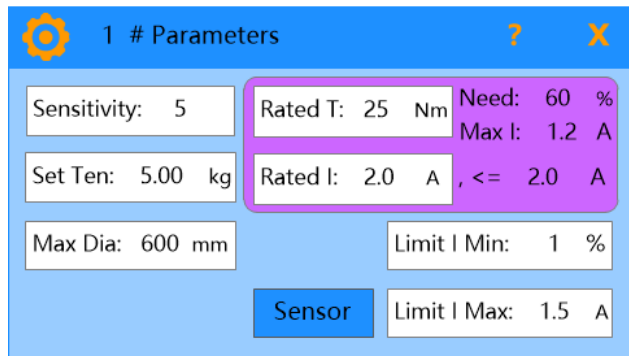 1 # Parameters ? X
Sensitivity: 5
Rated T: 25 Nm
Need: 60 %
Max I: 1.2 A
Set Ten: 5.00 kg
Rated I: 2.0 A , <= 2.0 A
Max Dia: 600 mm
Limit I Min: 1 %
Sensor
Limit I Max: 1.5 A